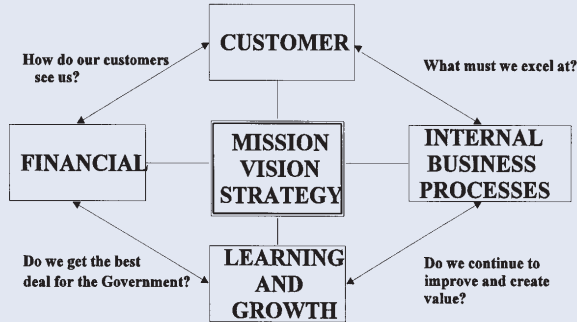 CUSTOMER
How do our customers
see us?
What must we excel at?
FINANCIAL
MISSION
VISION
STRATEGY
INTERNAL
BUSINESS
PROCESSES
Do we get the best
deal for the Government?
LEARNING
AND
GROWTH
Do we continue to
improve and create
value?